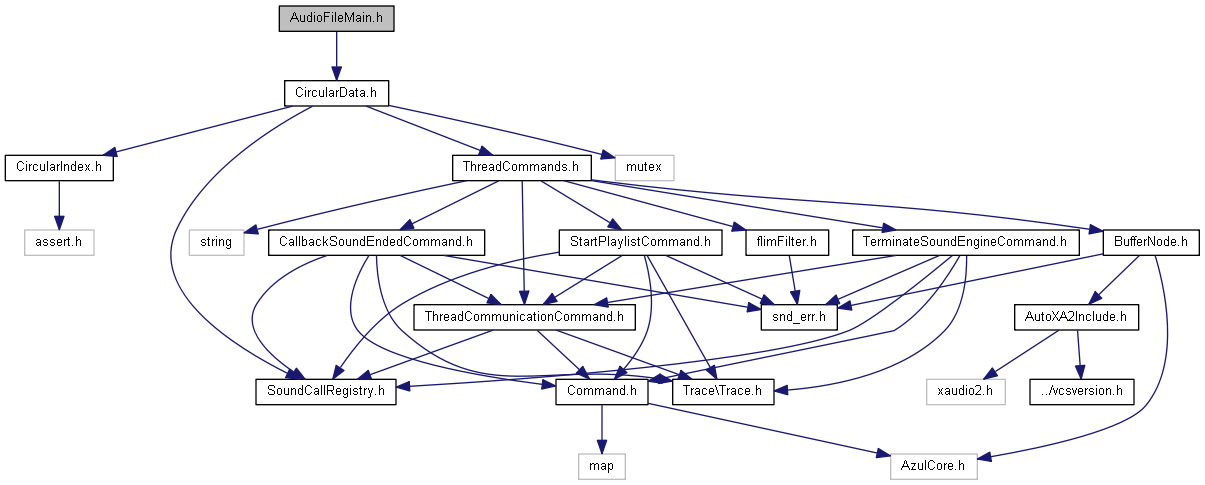 AudioFileMain.h
CircularData.h
CircularIndex.h
ThreadCommands.h
mutex
assert.h
string
CallbackSoundEndedCommand.h
StartPlaylistCommand.h
flimFilter.h
TerminateSoundEngineCommand.h
BufferNode.h
ThreadCommunicationCommand.h
snd_err.h
AutoXA2Include.h
SoundCallRegistry.h
Command.h
Trace\Trace.h
xaudio2.h
../vcsversion.h
map
AzulCore.h